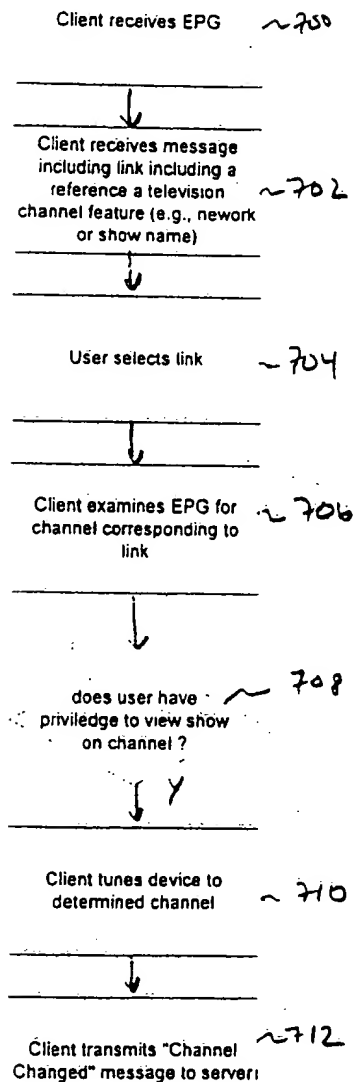 Client receives EPG ~700
Client receives message
including link including a
reference a television ~702
channel feature (e.g., nework
or show name)
User selects link ~704
Client examines EPG for ~706
channel corresponding to
link
708
does user have
priviledge to view show
on channel ?
Y
Client tunes device to ~710
determined channel
~712
Client transmits "Channel
Changed" message to server